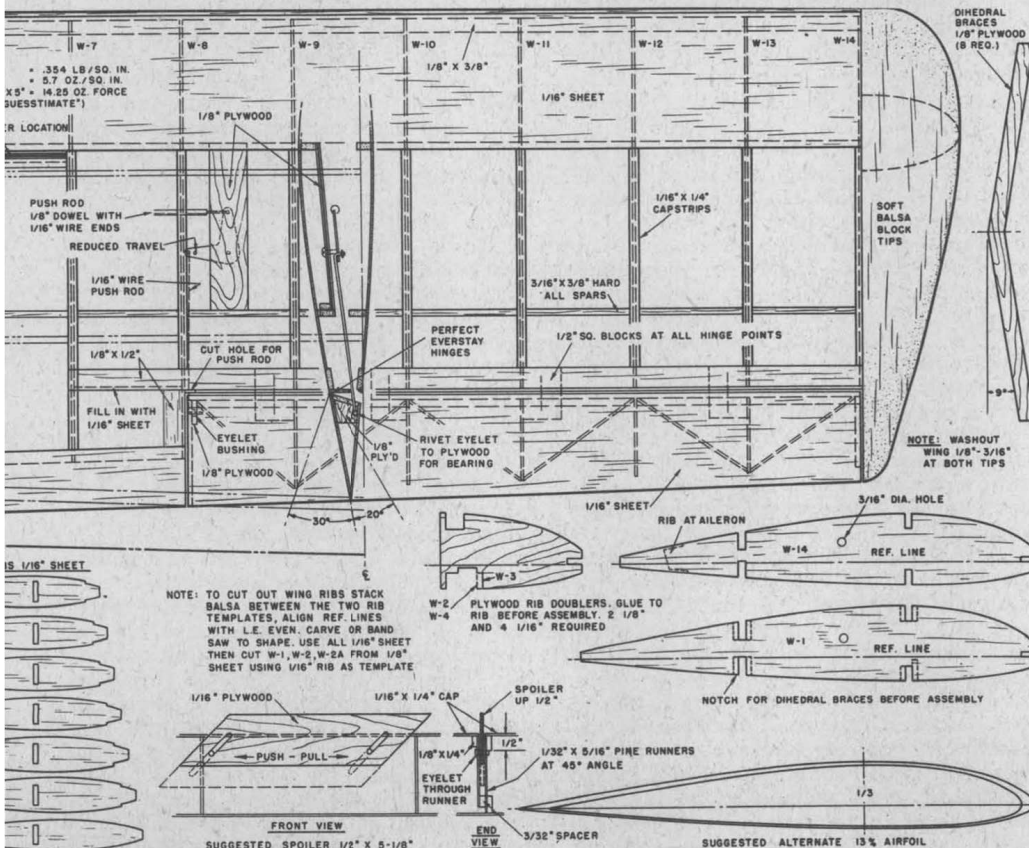 W-7
W-8
W-9
W-10
W-11
W-12
W-13
W-14
DIHEDRAL
BRACES
1/8" PLYWOOD
(8 REQ.)
= .354 LB/SQ. IN.
= 5.7 OZ./SQ. IN.
X5" = 14.25 OZ. FORCE
GUESSTIMATE")
1/8" X 3/8"
1/16" SHEET
1/8" PLYWOOD
ER LOCATION
PUSH ROD
1/8" DOWEL WITH
1/16" WIRE ENDS
REDUCED TRAVEL
1/16" WIRE
PUSH ROD
1/16" X 1/4"
CAPSTRIPS
SOFT
BALSA
BLOCK
TIPS
3/16" X 3/8" HARD
ALL SPARS
PERFECT
EVERSTAY
HINGES
1/2" SQ. BLOCKS AT ALL HINGE POINTS
1/8" X 1/2"
CUT HOLE FOR
PUSH ROD
9°
FILL IN WITH
1/16" SHEET
EYELET
BUSHING
1/8" PLYWOOD
1/8"
PLY'D
RIVET EYELET
TO PLYWOOD
FOR BEARING
NOTE: WASHOUT
WING 1/8"-3/16"
AT BOTH TIPS
30°
20°
1/16" SHEET
3/16" DIA. HOLE
RIB AT AILERON
W-14
REF. LINE
BS 1/16" SHEET
NOTE: TO CUT OUT WING RIBS STACK
BALSA BETWEEN THE TWO RIB
TEMPLATES, ALIGN REF. LINES
WITH L.E. EVEN. CARVE OR BAND
SAW TO SHAPE. USE ALL 1/16" SHEET
THEN CUT W-1, W-2, W-2A FROM 1/8"
SHEET USING 1/16" RIB AS TEMPLATE
W-3
W-2
W-4
PLYWOOD RIB DOUBLERS. GLUE TO
RIB BEFORE ASSEMBLY. 2 1/8"
AND 4 1/16" REQUIRED
W-1
REF. LINE
NOTCH FOR DIHEDRAL BRACES BEFORE ASSEMBLY
1/16" PLYWOOD
1/16" X 1/4" CAP
SPOILER
UP 1/2"
PUSH - PULL
1/8" X 1/4"
1/2"
EYELET
THROUGH
RUNNER
1/32" X 5/16" PINE RUNNERS
AT 45° ANGLE
1/3
FRONT VIEW
END
VIEW
3/32" SPACER
SUGGESTED SPOILER 1/2" X 5-1/8"
SUGGESTED ALTERNATE 13% AIRFOIL